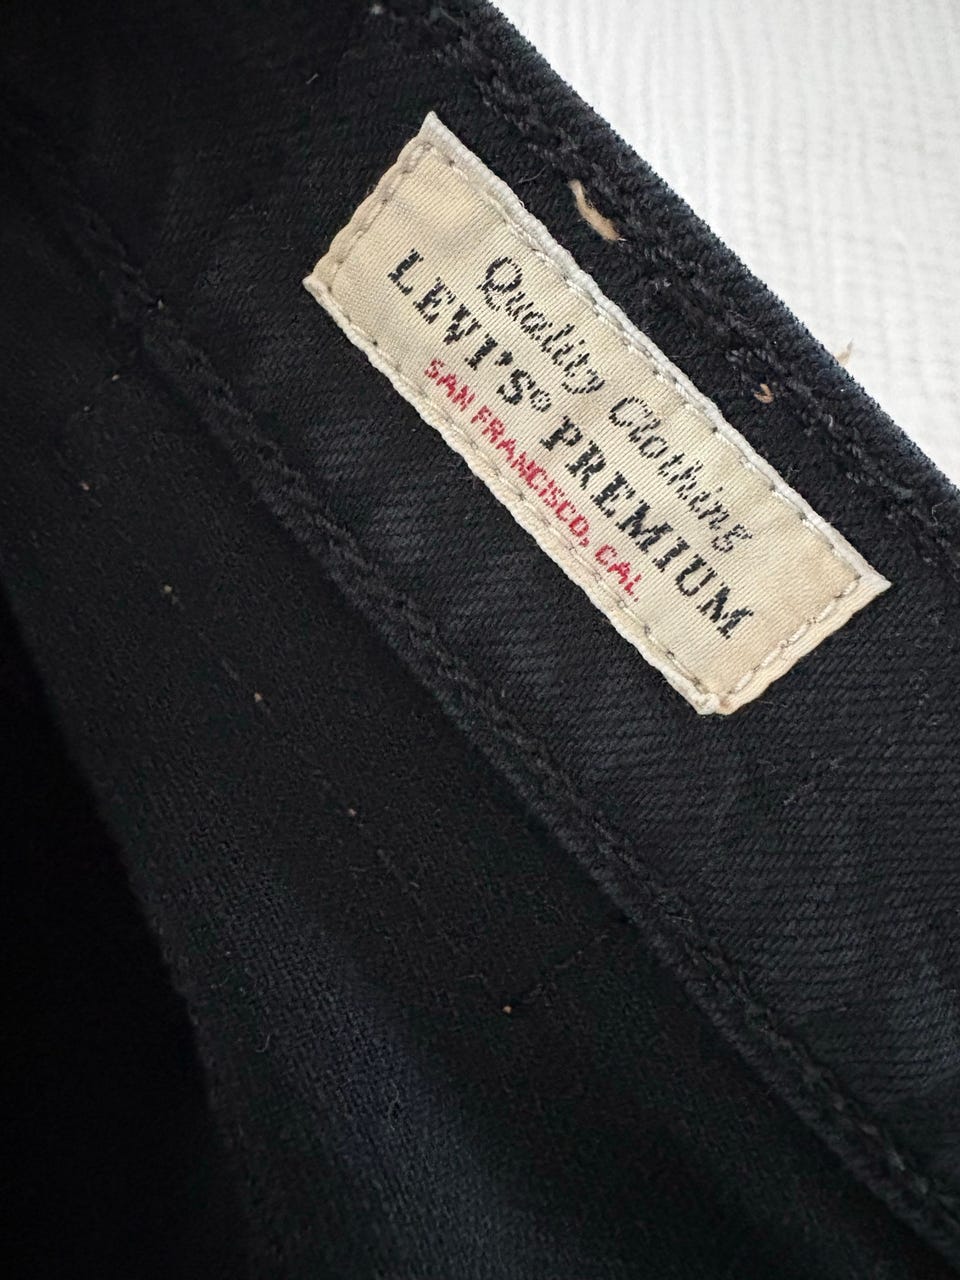 Quality Clothing
LEVI'S® PREMIUM
SAN FRANCISCO, CAL.